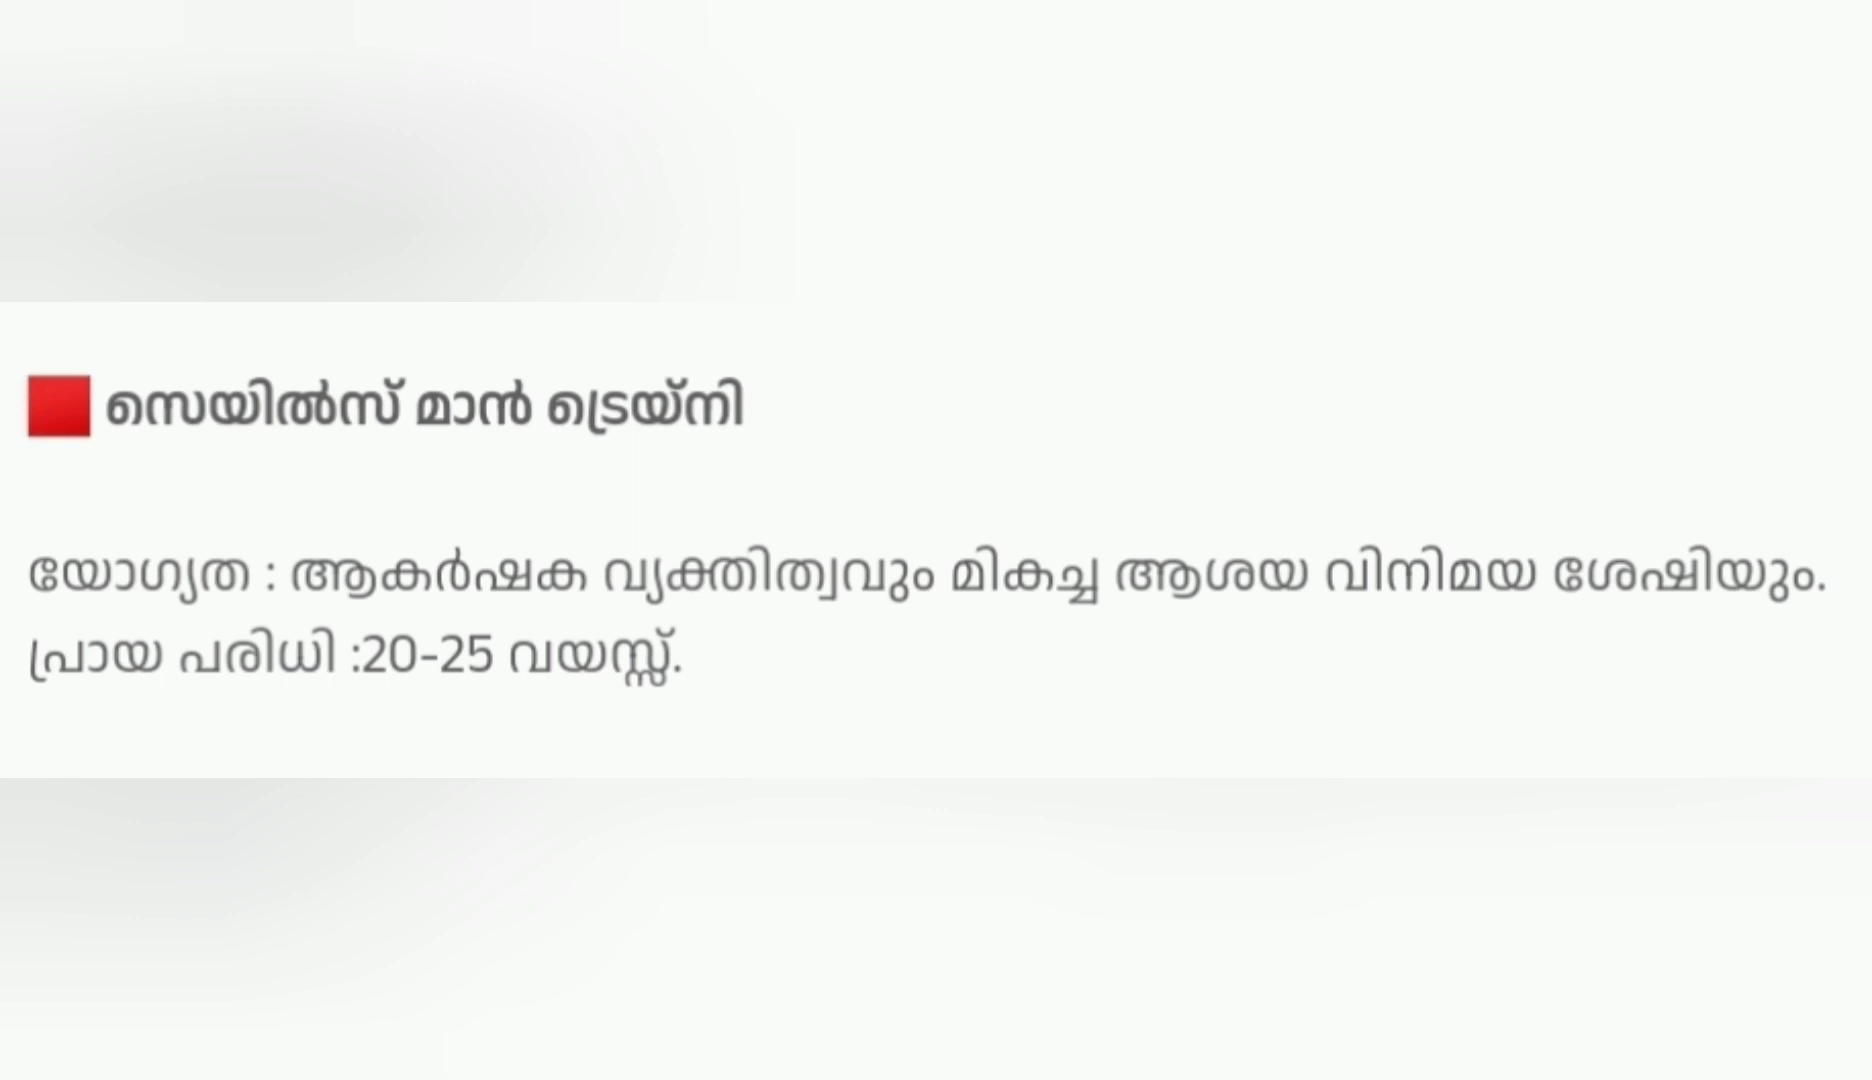 🟥 സെയിൽസ് മാൻ ട്രെയ്നി
യോഗ്യത : ആകർഷക വ്യക്തിത്വവും മികച്ച ആശയ വിനിമയ ശേഷിയും.
പ്രായ പരിധി :20-25 വയസ്സ്.